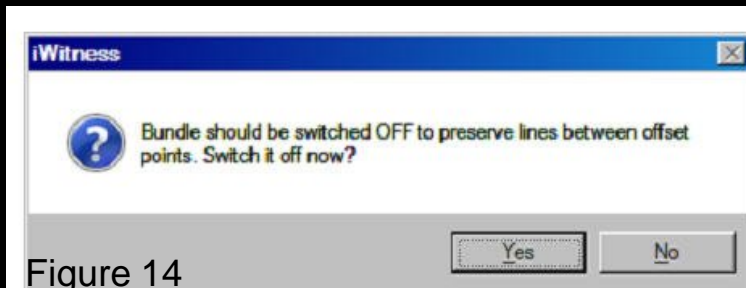 iWitness
Bundle should be switched OFF to preserve lines between offset
points. Switch it off now?
Yes
No
Figure 14